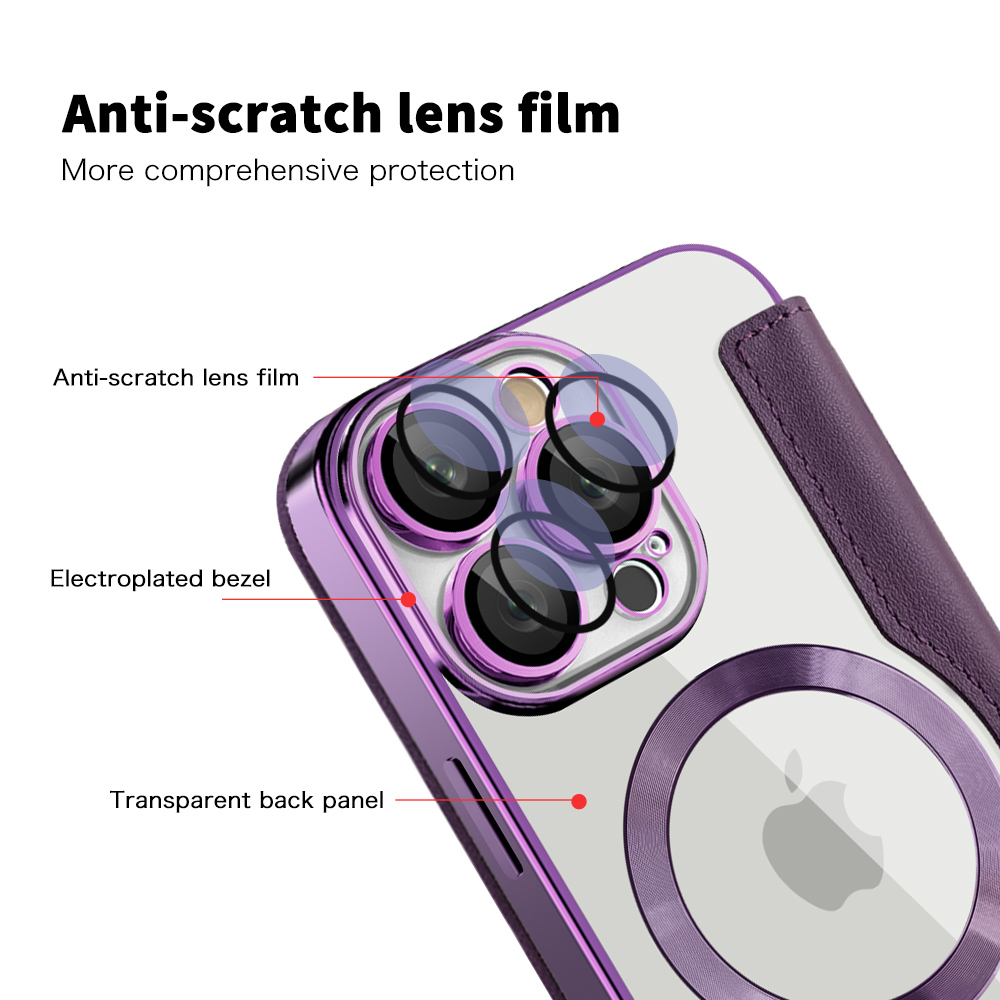 Anti-scratch lens film
More comprehensive protection
Anti-scratch lens film
Electroplated bezel
Transparent back panel